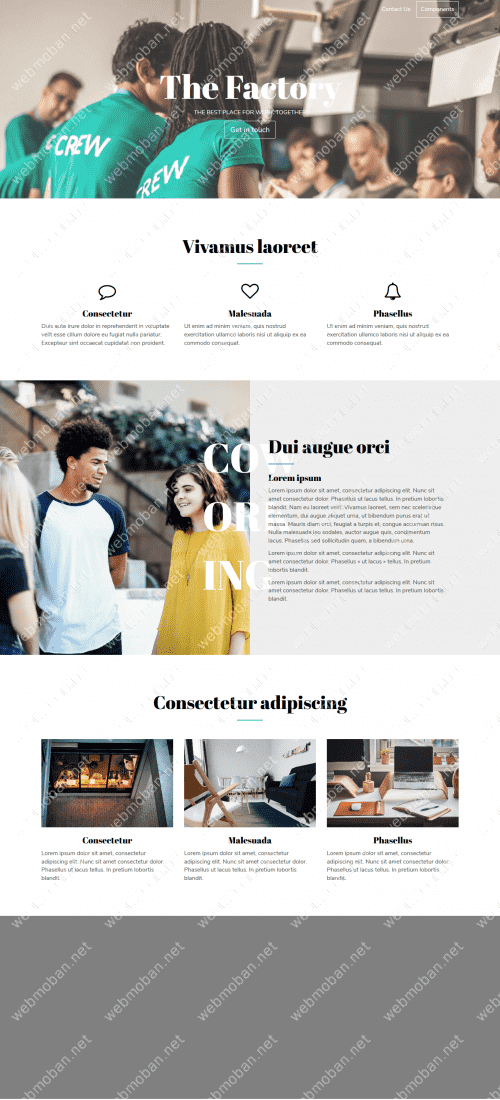 Contact Us
Components
CREW
CREW
The Factory
THE BEST PLACE FOR WORK TOGETHER
Get in touch
Vivamus laoreet
Consectetur
Duis aute irure dolor in reprehenderit in voluptate
velit esse cillum dolore eu fugiat nulla pariatur.
Excepteur sint occaecat cupidatat non proident.
Malesuada
Ut enim ad minim veniam, quis nostrud
exercitation ullamco laboris nisi ut aliquip ex ea
commodo consequat.
Phasellus
Ut enim ad minim veniam, quis nostrud
exercitation ullamco laboris nisi ut aliquip ex ea
commodo consequat.
COW
OR
ING
Dui augue orci
Lorem ipsum
Lorem ipsum dolor sit amet, consectetur adipiscing elit. Nunc sit
amet consectetur dolor. Phasellus ut lacus tellus. In pretium lobortis
blandit. Nam eu laoreet velit. Vivamus laoreet, sem nec scelerisque
elementum, dui augue aliquet urna, ut bibendum purus erat ut
massa. Mauris diam orci, feugiat a turpis et, congue accumsan risus.
Nulla malesuada leo sodales, auctor augue quis, condimentum
lacus. Phasellus sed sollicitudin quam, a bibendum urna.
Lorem ipsum dolor sit amet, consectetur adipiscing elit. Nunc sit
amet consectetur dolor. Phasellus ut lacus tellus. In pretium
lobortis blandit.
Lorem ipsum dolor sit amet, consectetur adipiscing elit. Nunc sit
amet consectetur dolor. Phasellus ut lacus tellus. In pretium lobortis
blandit.
Consectetur adipiscing
Consectetur
Lorem ipsum dolor sit amet, consectetur
adipiscing elit. Nunc sit amet consectetur dolor.
Phasellus ut lacus tellus. In pretium lobortis
blandit.
Malesuada
Lorem ipsum dolor sit amet, consectetur
adipiscing elit. Nunc sit amet consectetur dolor.
Phasellus ut lacus tellus. In pretium lobortis
blandit.
Phasellus
Lorem ipsum dolor sit amet, consectetur
adipiscing elit. Nunc sit amet consectetur dolor.
Phasellus ut lacus tellus. In pretium lobortis
blandit.
webmoban.net